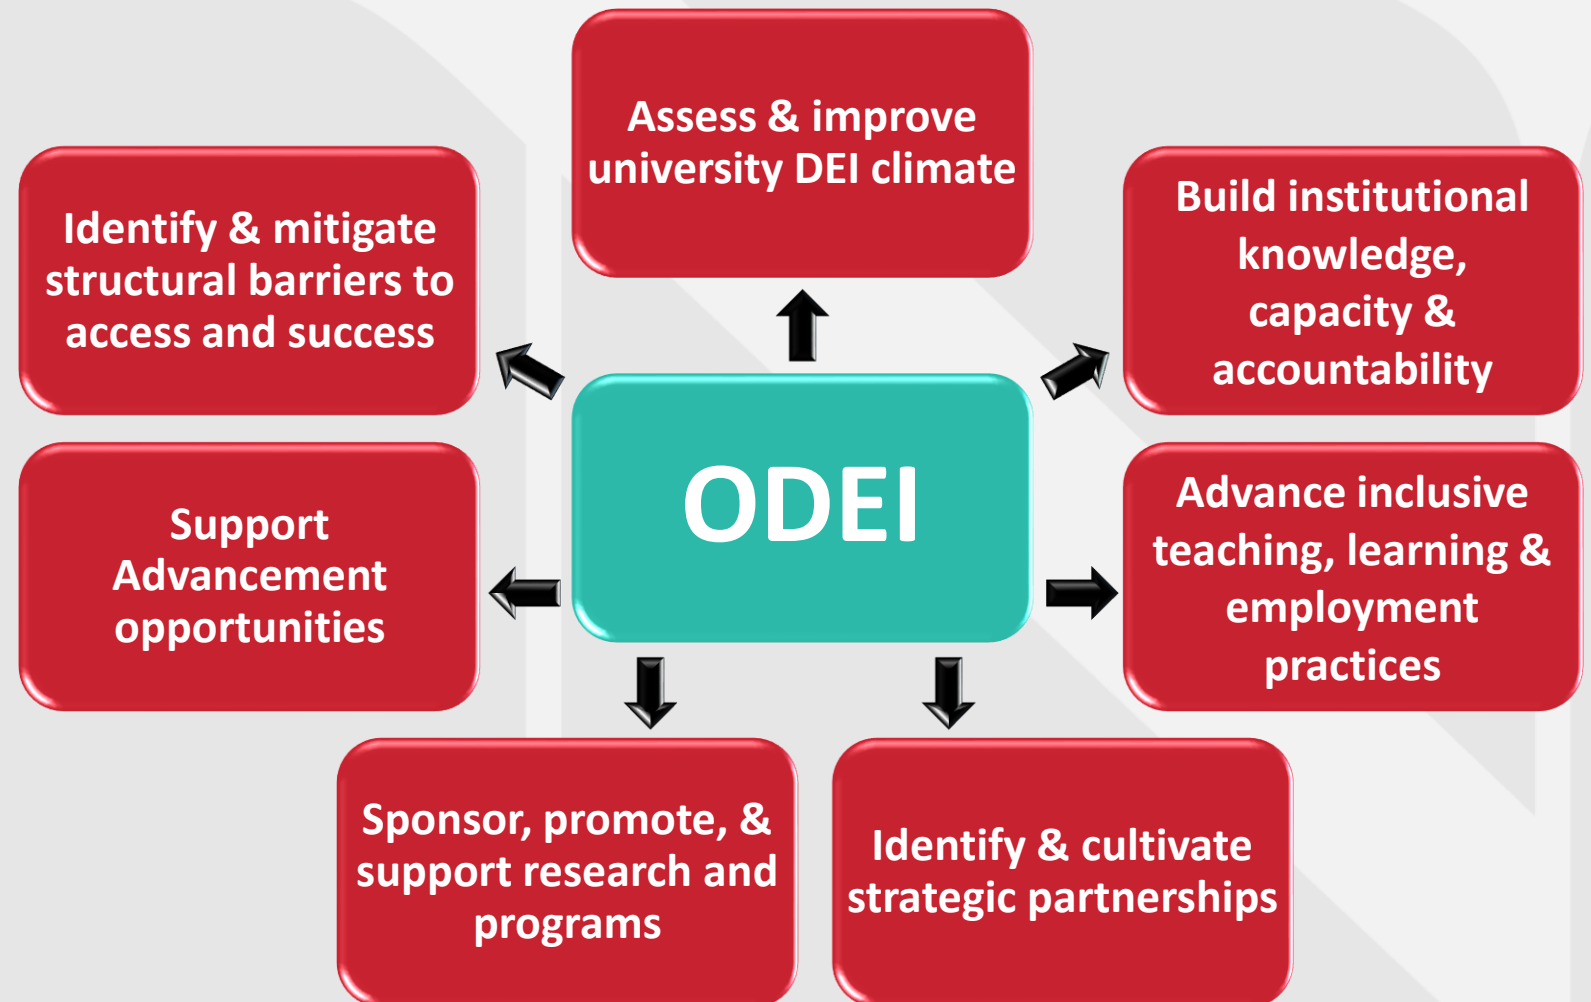 Assess & improve
university DEI climate
Identify & mitigate
structural barriers to
access and success
Build institutional
knowledge,
capacity &
accountability
ODEI
Support
Advancement
opportunities
Advance inclusive
teaching, learning &
employment
practices
Sponsor, promote, &
support research and
programs
Identify & cultivate
strategic partnerships